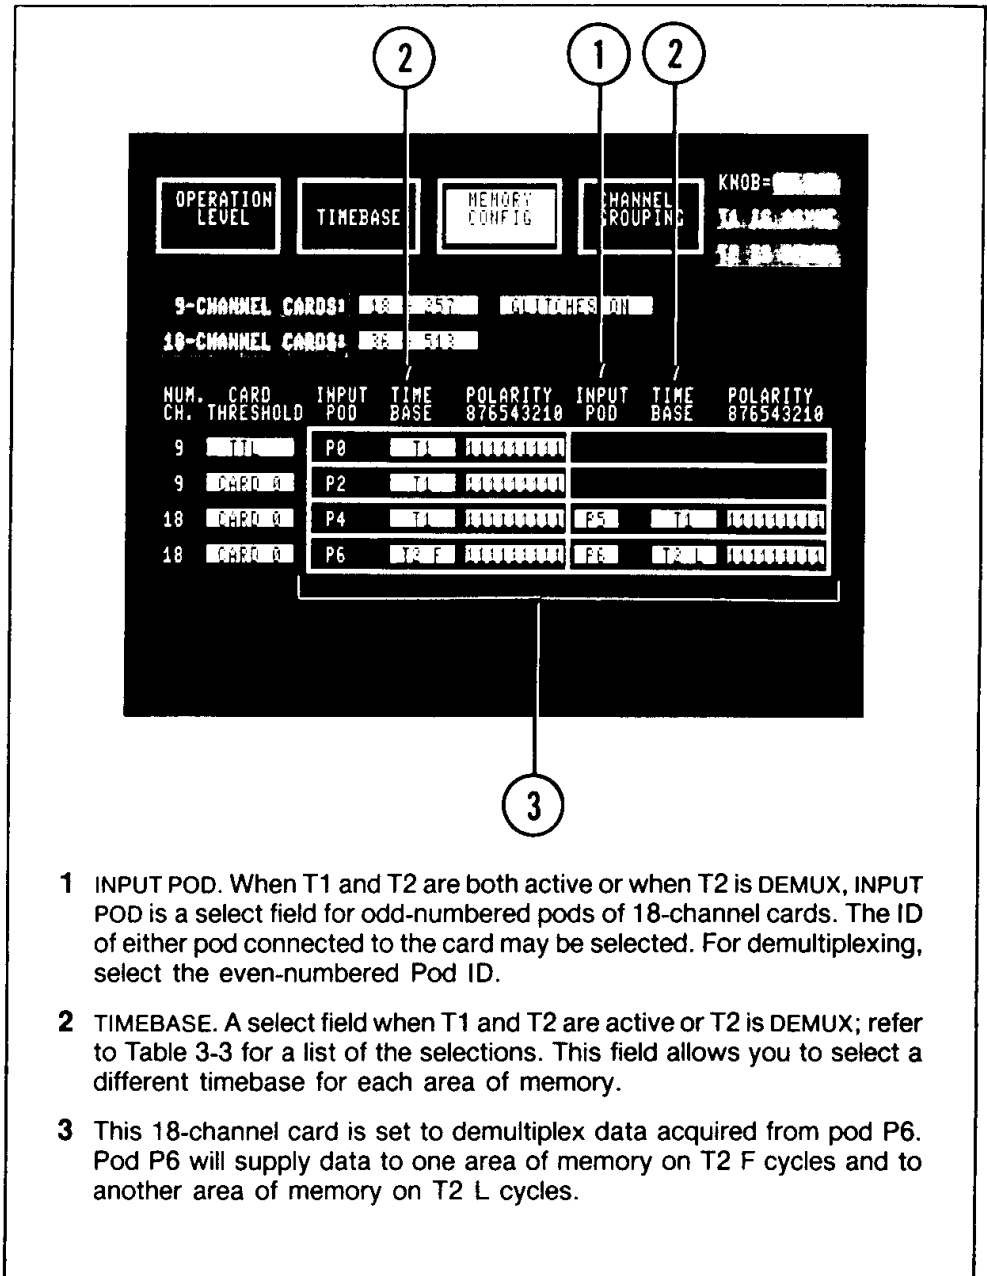 2 1 2
OPERATION LEVEL TIMEBASE MEMORY CONFIG CHANNEL GROUPING KNOB=
9-CHANNEL CARDS: GLITCHES ON
18-CHANNEL CARDS:
NUM. CARD INPUT TIME POLARITY INPUT TIME POLARITY
CH. THRESHOLD POD BASE 876543210 POD BASE 876543210
9 TTL P0 T1 111111111
9 CARD 0 P2 T1 111111111
18 CARD 0 P4 T1 111111111 P5 T1 111111111
18 CARD 0 P6 T2 F 111111111 P6 T2 L 111111111
3
1 INPUT POD. When T1 and T2 are both active or when T2 is DEMUX, INPUT
POD is a select field for odd-numbered pods of 18-channel cards. The ID
of either pod connected to the card may be selected. For demultiplexing,
select the even-numbered Pod ID.
2 TIMEBASE. A select field when T1 and T2 are active or T2 is DEMUX; refer
to Table 3-3 for a list of the selections. This field allows you to select a
different timebase for each area of memory.
3 This 18-channel card is set to demultiplex data acquired from pod P6.
Pod P6 will supply data to one area of memory on T2 F cycles and to
another area of memory on T2 L cycles.